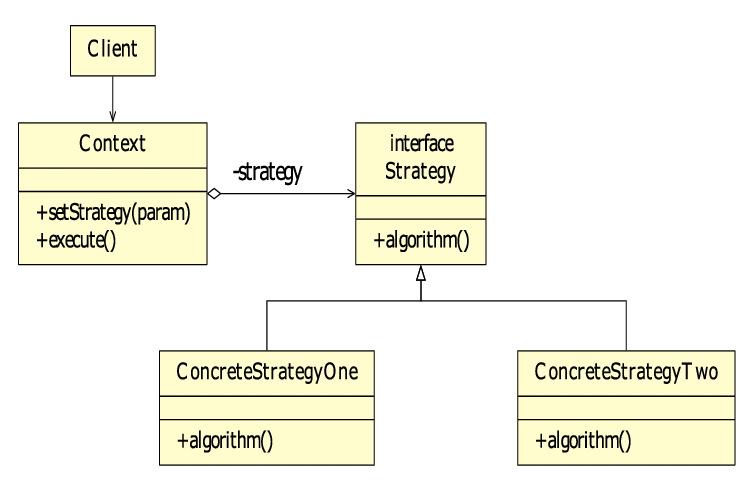 Client
Context
+setStrategy(param)
+execute()
-strategy
interface
Strategy
+algorithm()
ConcreteStrategyOne
+algorithm()
ConcreteStrategyTwo
+algorithm()